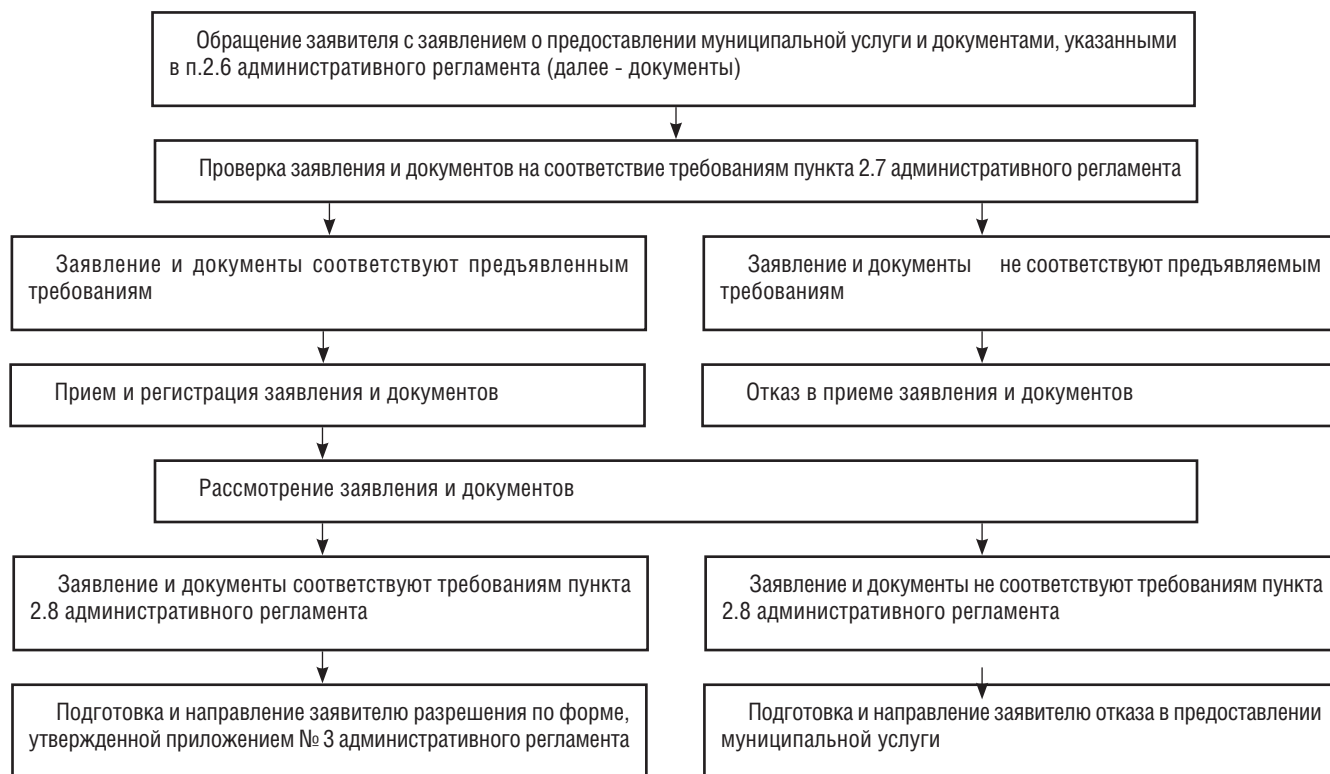 Обращение заявителя с заявлением о предоставлении муниципальной услуги и документами, указанными
в п.2.6 административного регламента (далее - документы)
Проверка заявления и документов на соответствие требованиям пункта 2.7 административного регламента
Заявление и документы соответствуют предъявленным
требованиям
Заявление и документы не соответствуют предъявляемым
требованиям
Прием и регистрация заявления и документов
Отказ в приеме заявления и документов
Рассмотрение заявления и документов
Заявление и документы соответствуют требованиям пункта
2.8 административного регламента
Заявление и документы не соответствуют требованиям пункта
2.8 административного регламента
Подготовка и направление заявителю разрешения по форме,
утвержденной приложением № 3 административного регламента
Подготовка и направление заявителю отказа в предоставлении
муниципальной услуги